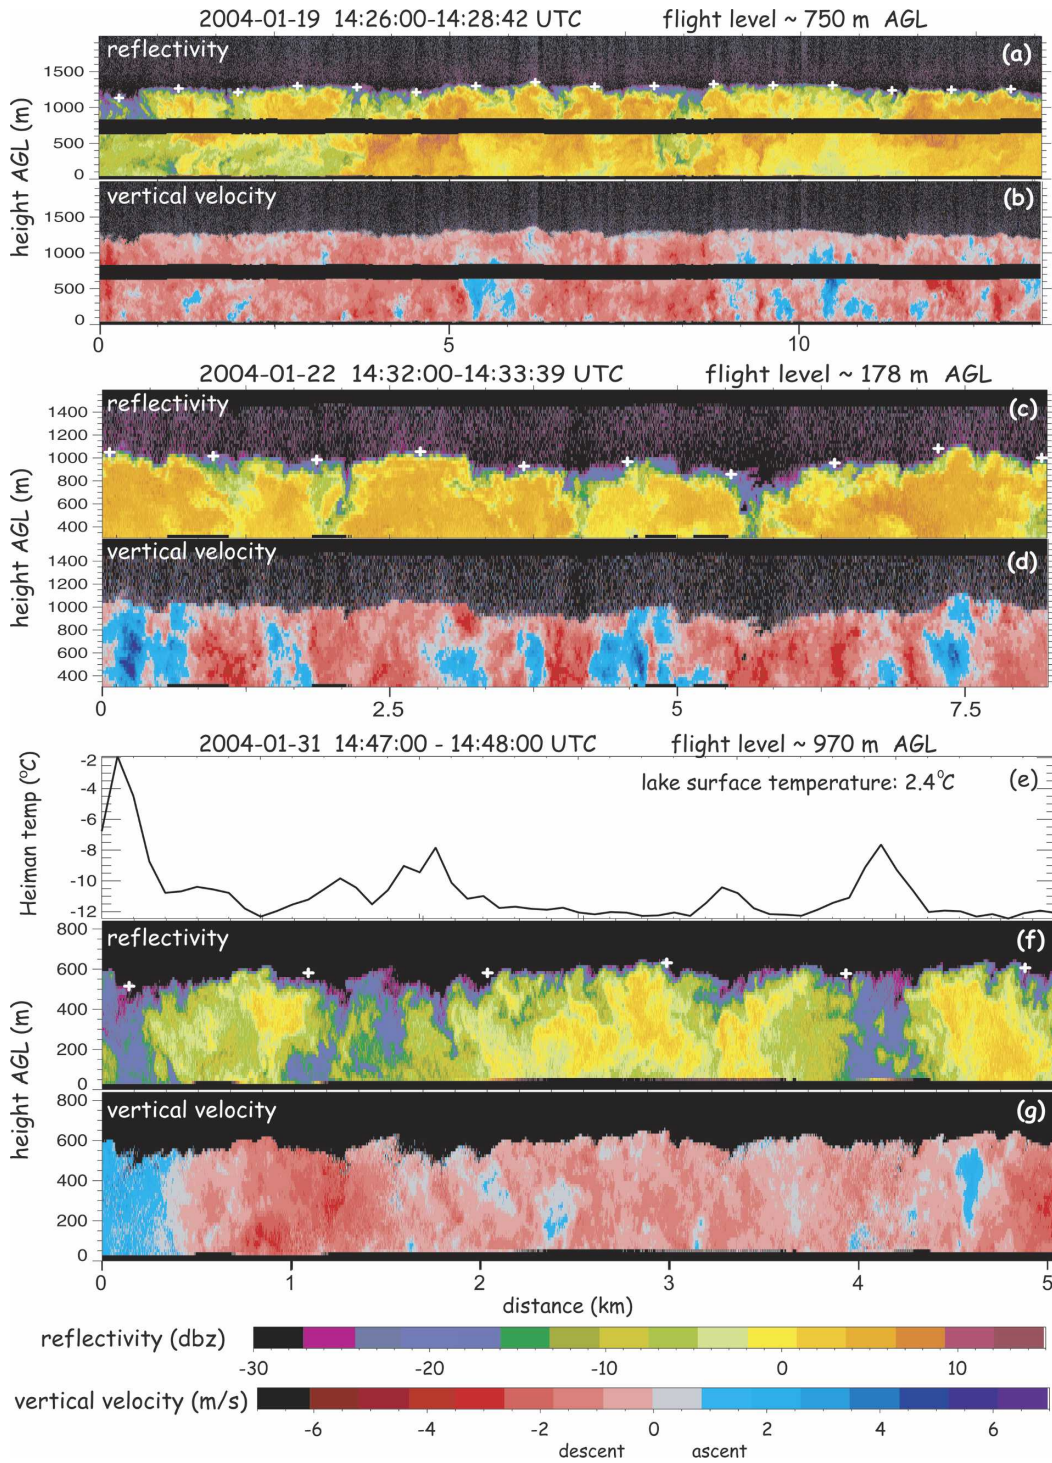 2004-01-19 14:26:00-14:28:42 UTC flight level ~ 750 m AGL
reflectivity (a)
1500
1000
500
0
height AGL (m)
vertical velocity (b)
1500
1000
500
0
height AGL (m)
0 5 10
2004-01-22 14:32:00-14:33:39 UTC flight level ~ 178 m AGL
reflectivity (c)
1400
1200
1000
800
600
400
height AGL (m)
vertical velocity (d)
1400
1200
1000
800
600
400
0 2.5 5 7.5
2004-01-31 14:47:00 - 14:48:00 UTC flight level ~ 970 m AGL
lake surface temperature: 2.4°C (e)
-2
-4
-6
-8
-10
-12
Heiman temp (°C)
reflectivity (f)
800
600
400
200
0
height AGL (m)
vertical velocity (g)
800
600
400
200
0
0 1 2 3 4 5
distance (km)
reflectivity (dbz)
-30 -20 -10 0 10
vertical velocity (m/s)
-6 -4 -2 0 2 4 6
descent ascent